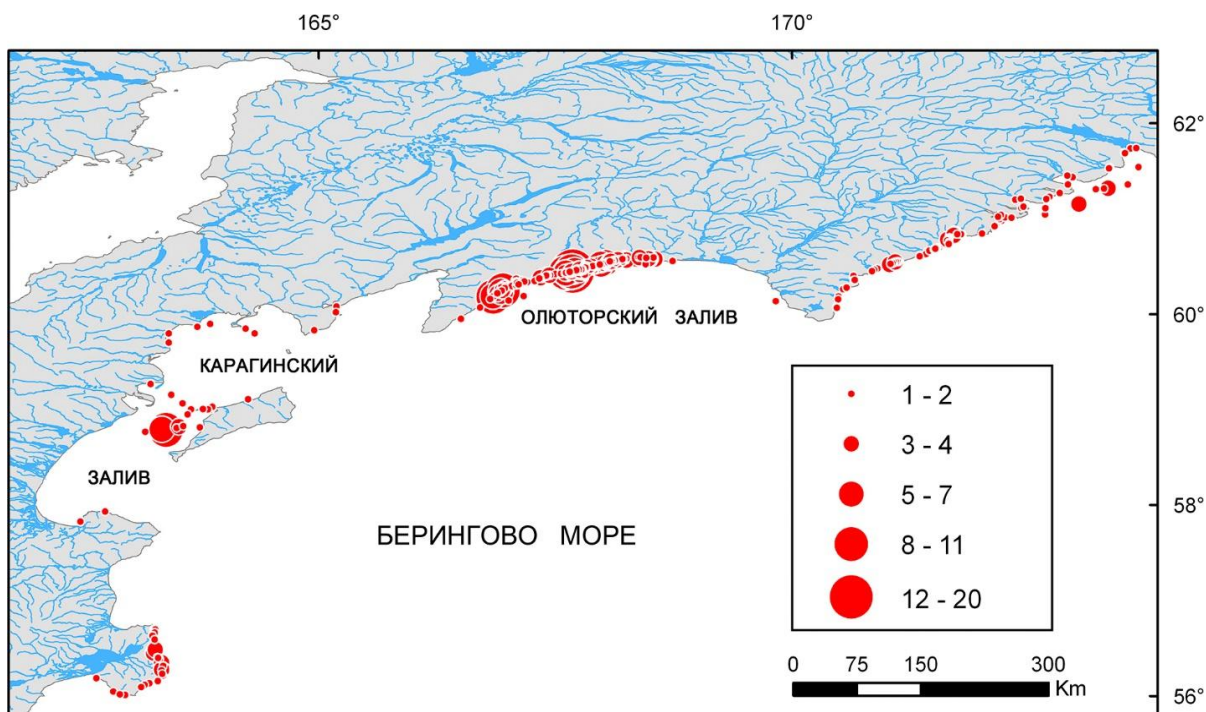 165°
170°
62°
60°
58°
56°
ОЛЮТОРСКИЙ ЗАЛИВ
КАРАГИНСКИЙ
ЗАЛИВ
БЕРИНГОВО МОРЕ
1 - 2
3 - 4
5 - 7
8 - 11
12 - 20
0 75 150 300
Km